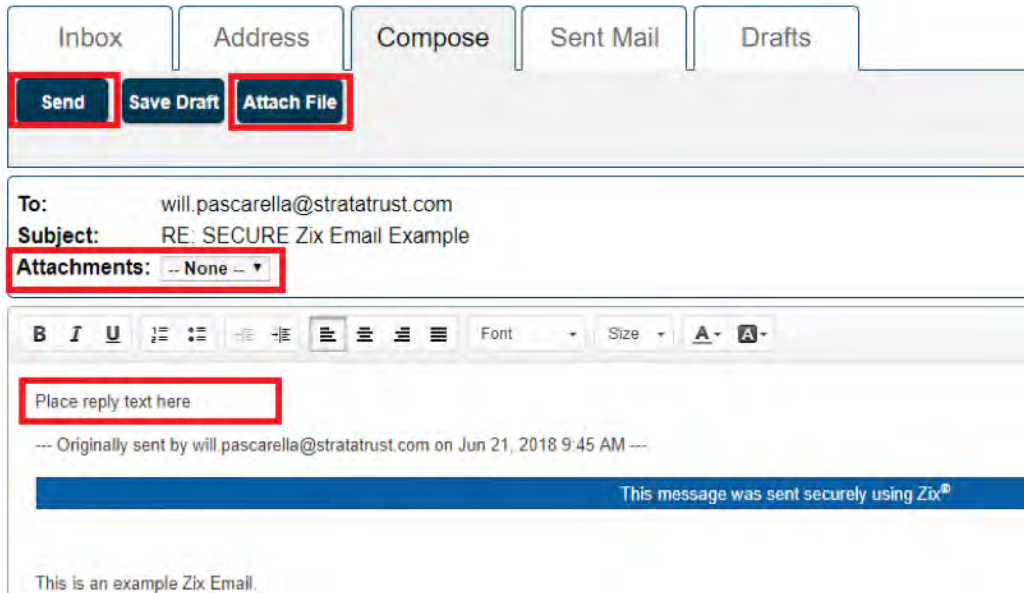 Inbox Address Compose Sent Mail Drafts
Send Save Draft Attach File
To: will.pascarella@stratatrust.com
Subject: RE: SECURE Zix Email Example
Attachments: -- None --
B I U Font Size A A
Place reply text here
--- Originally sent by will.pascarella@stratatrust.com on Jun 21, 2018 9:45 AM ---
This message was sent securely using Zix®
This is an example Zix Email.